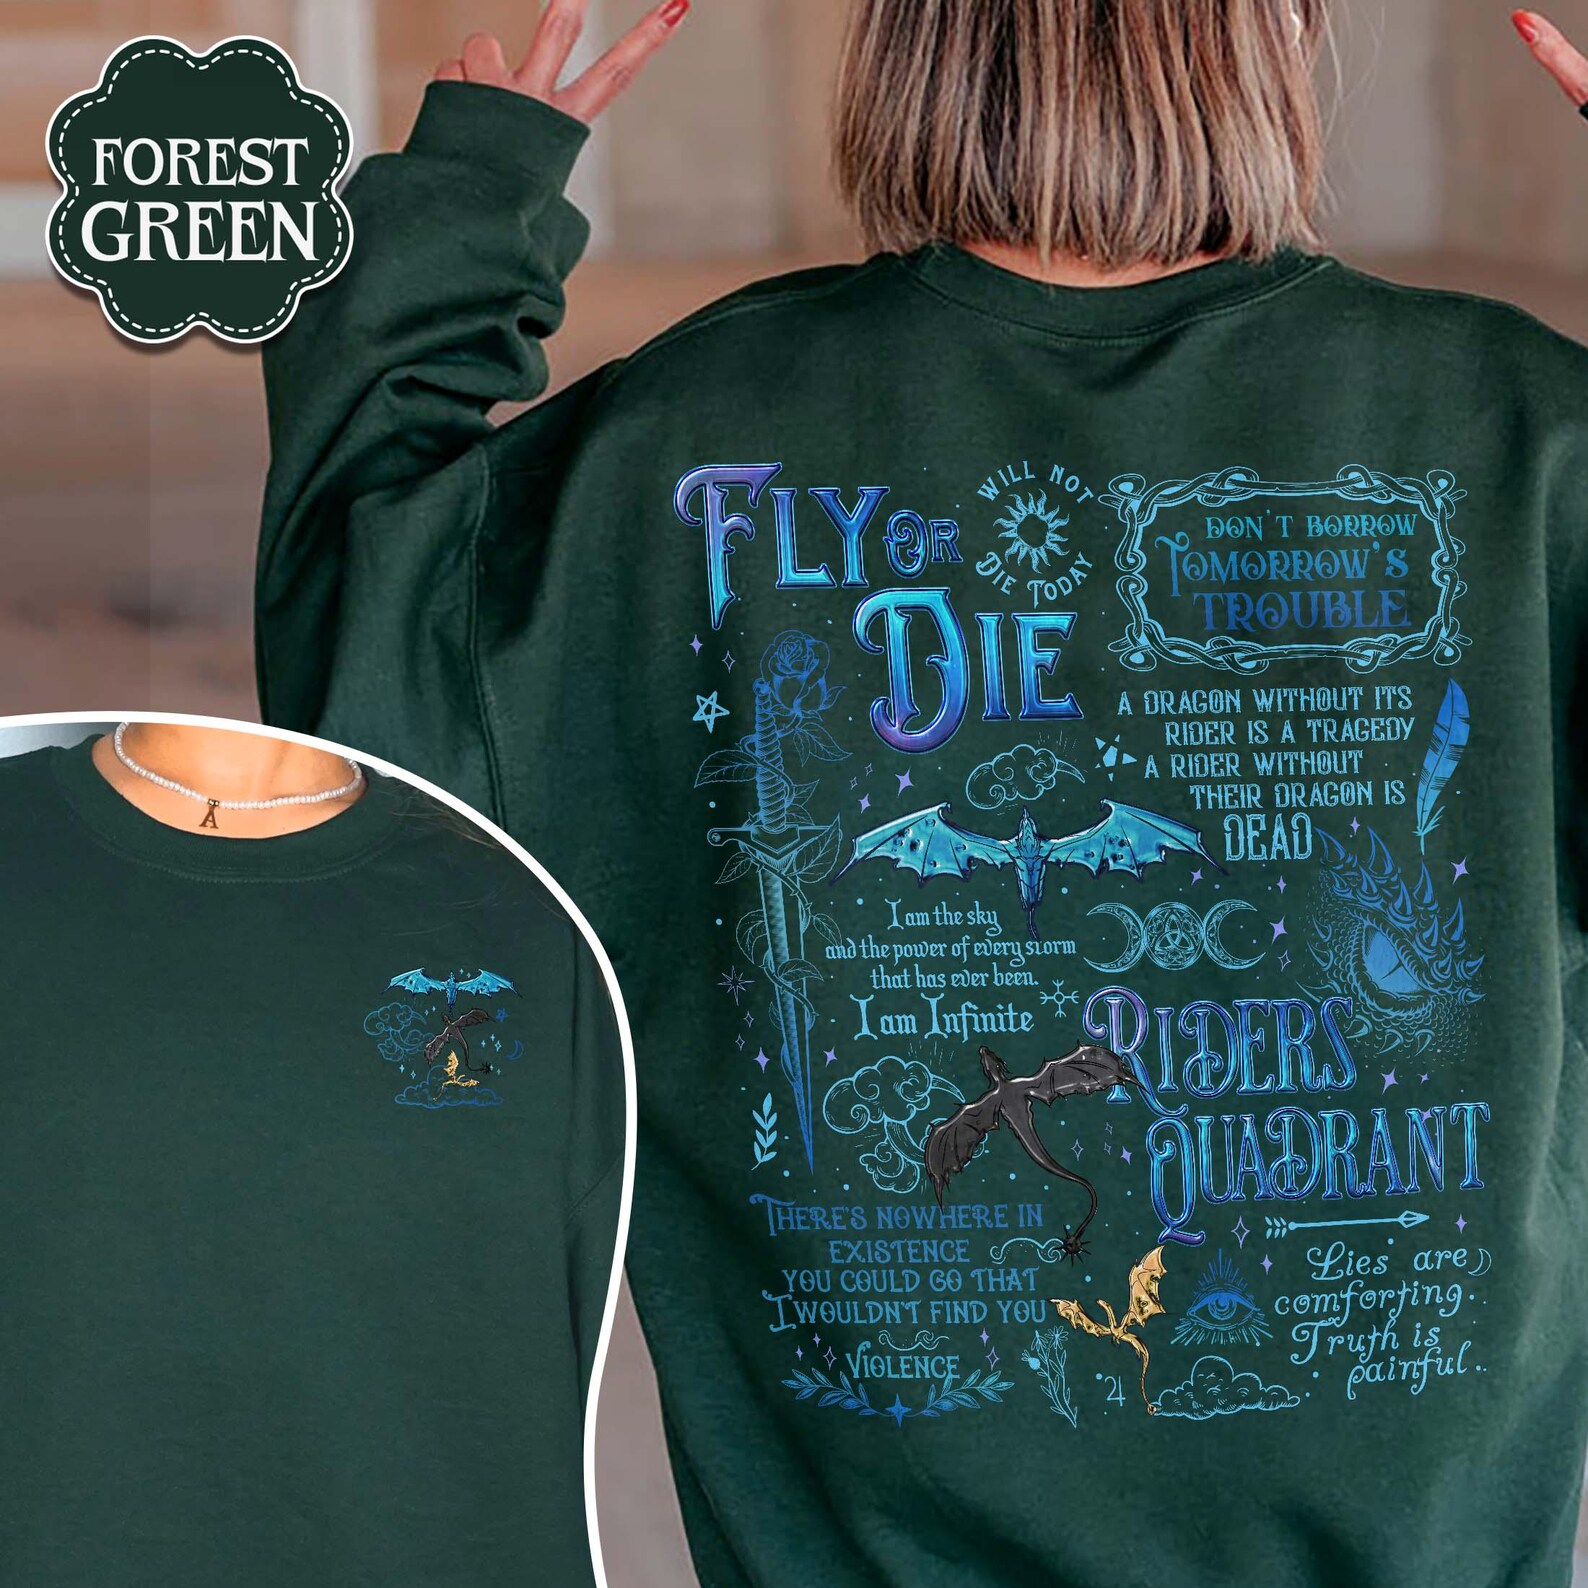 FOREST
GREEN
FLY OR
DIE
WILL NOT
DIE TODAY
DON'T BORROW
TOMORROW'S
TROUBLE
A DRAGON WITHOUT ITS
RIDER IS A TRAGEDY
A RIDER WITHOUT
THEIR DRAGON IS
DEAD
I am the sky
and the power of every storm
that has ever been.
I am Infinite
RIDERS
QUADRANT
THERE'S NOWHERE IN
EXISTENCE
YOU COULD GO THAT
I WOULDN'T FIND YOU
VIOLENCE
Lies are
comforting.
Truth is
painful..
A